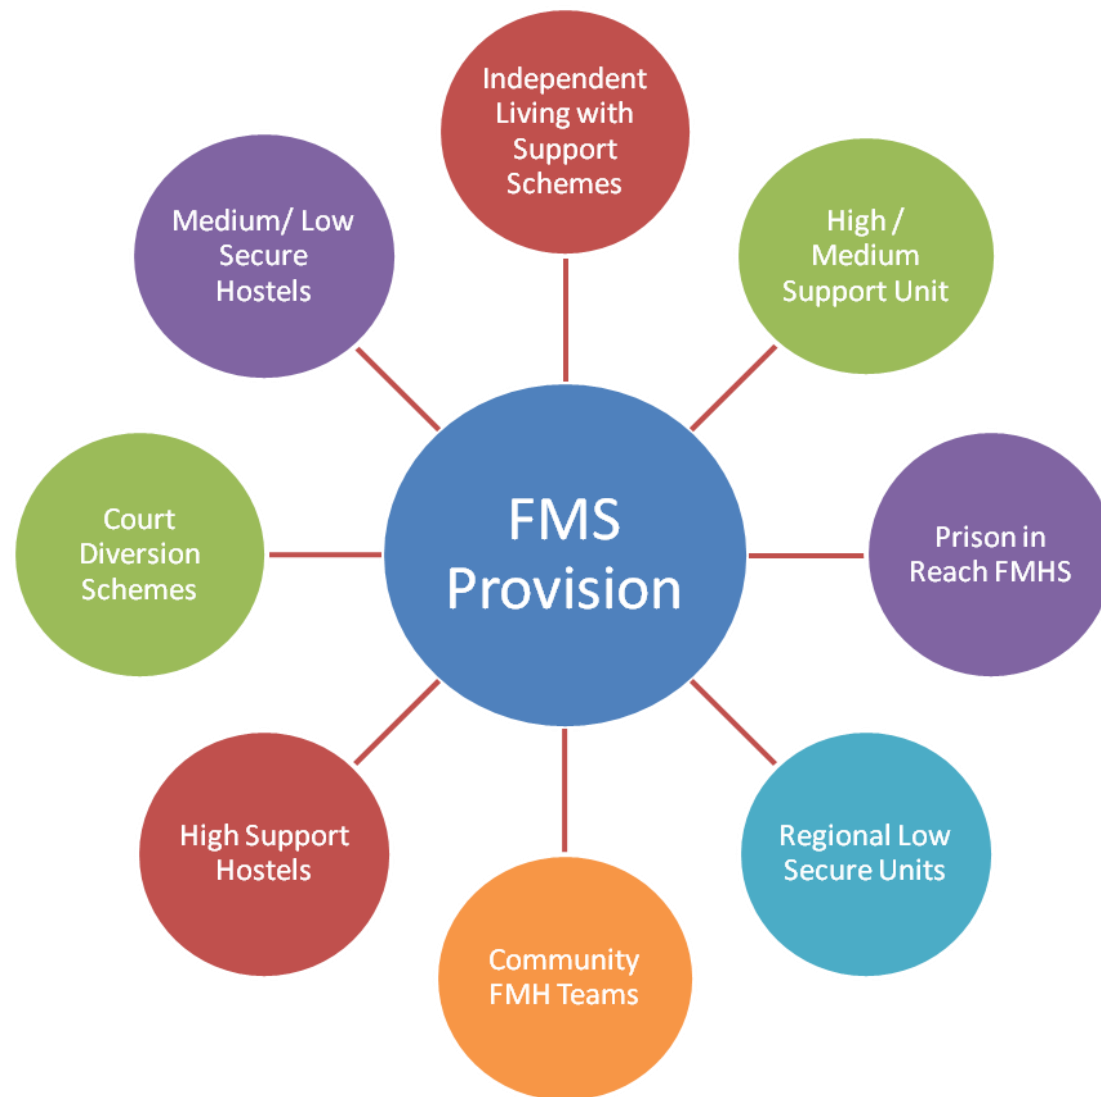 Independent
Living with
Support
Schemes
High /
Medium
Support Unit
Prison in
Reach FMHS
Regional Low
Secure Units
Community
FMH Teams
High Support
Hostels
Court
Diversion
Schemes
Medium/ Low
Secure
Hostels
FMS
Provision